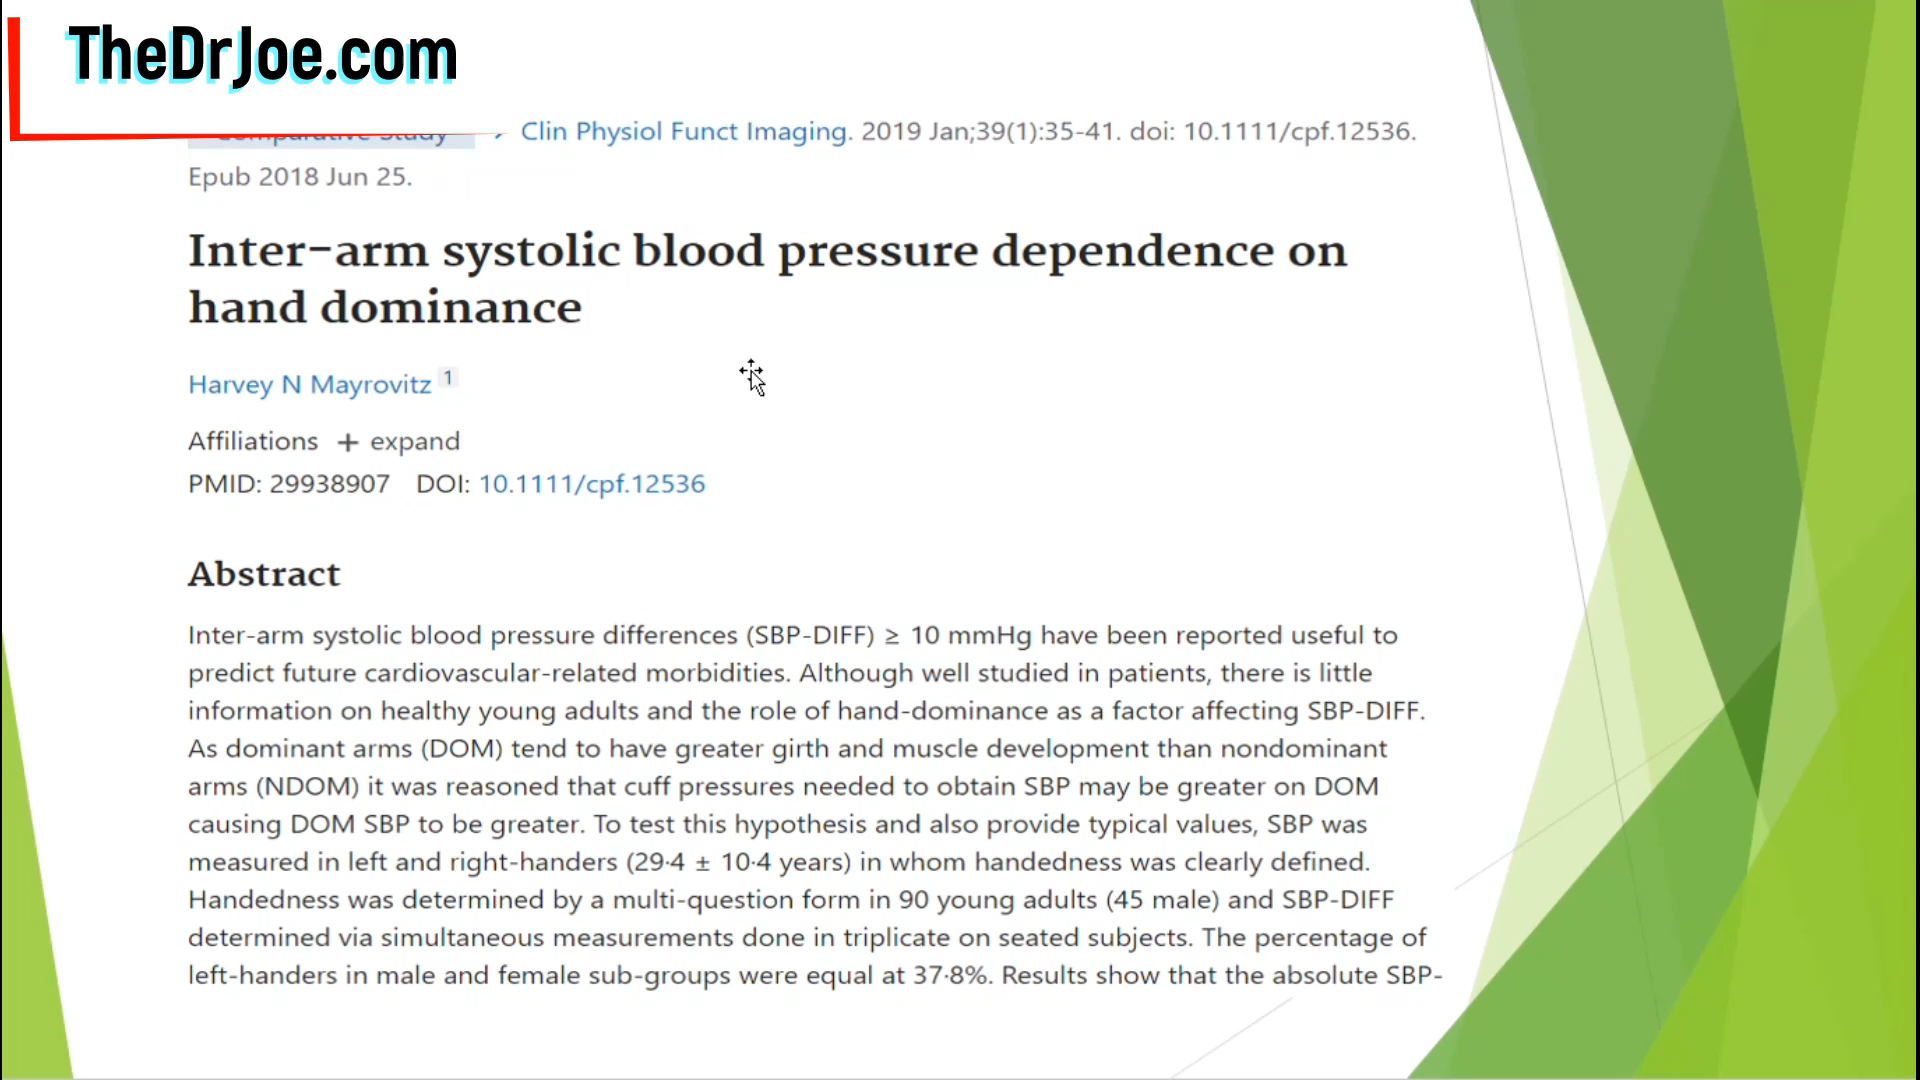 TheDrJoe.com
Comparative Study > Clin Physiol Funct Imaging. 2019 Jan;39(1):35-41. doi: 10.1111/cpf.12536.
Epub 2018 Jun 25.
Inter-arm systolic blood pressure dependence on
hand dominance
Harvey N Mayrovitz 1
Affiliations + expand
PMID: 29938907 DOI: 10.1111/cpf.12536
Abstract
Inter-arm systolic blood pressure differences (SBP-DIFF) ≥ 10 mmHg have been reported useful to
predict future cardiovascular-related morbidities. Although well studied in patients, there is little
information on healthy young adults and the role of hand-dominance as a factor affecting SBP-DIFF.
As dominant arms (DOM) tend to have greater girth and muscle development than nondominant
arms (NDOM) it was reasoned that cuff pressures needed to obtain SBP may be greater on DOM
causing DOM SBP to be greater. To test this hypothesis and also provide typical values, SBP was
measured in left and right-handers (29·4 ± 10·4 years) in whom handedness was clearly defined.
Handedness was determined by a multi-question form in 90 young adults (45 male) and SBP-DIFF
determined via simultaneous measurements done in triplicate on seated subjects. The percentage of
left-handers in male and female sub-groups were equal at 37·8%. Results show that the absolute SBP-